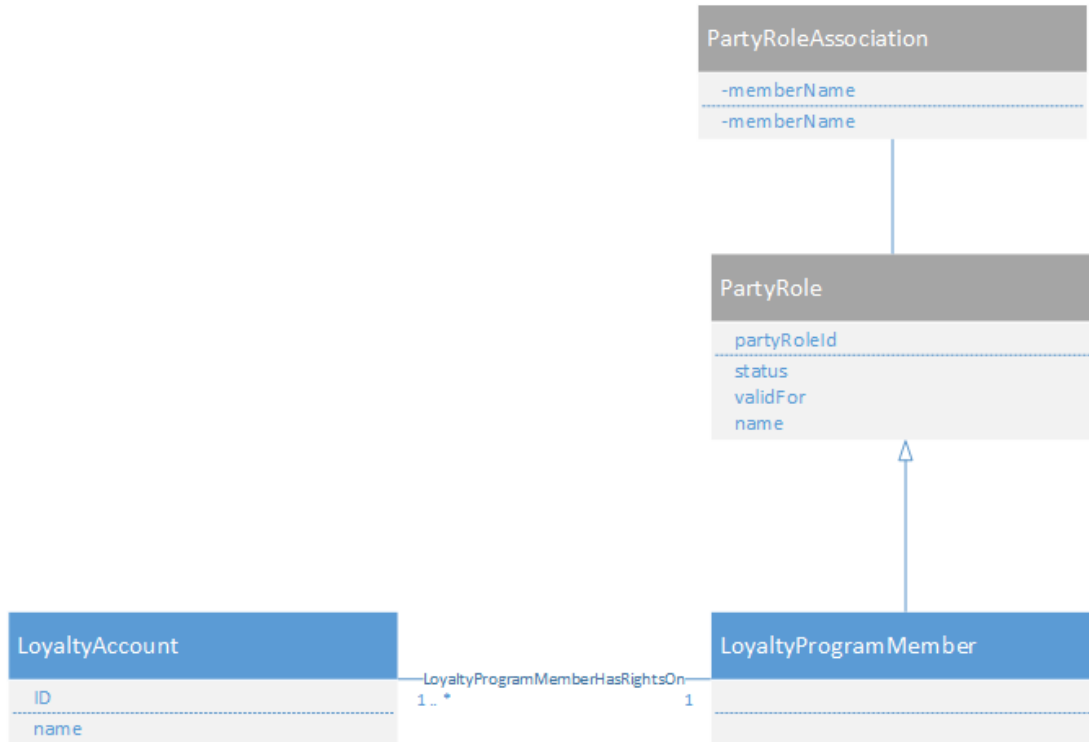 PartyRoleAssociation
-memberName
-memberName
PartyRole
partyRoleId
status
validFor
name
LoyaltyAccount
ID
name
LoyaltyProgramMemberHasRightsOn
1.. *
1
LoyaltyProgramMember